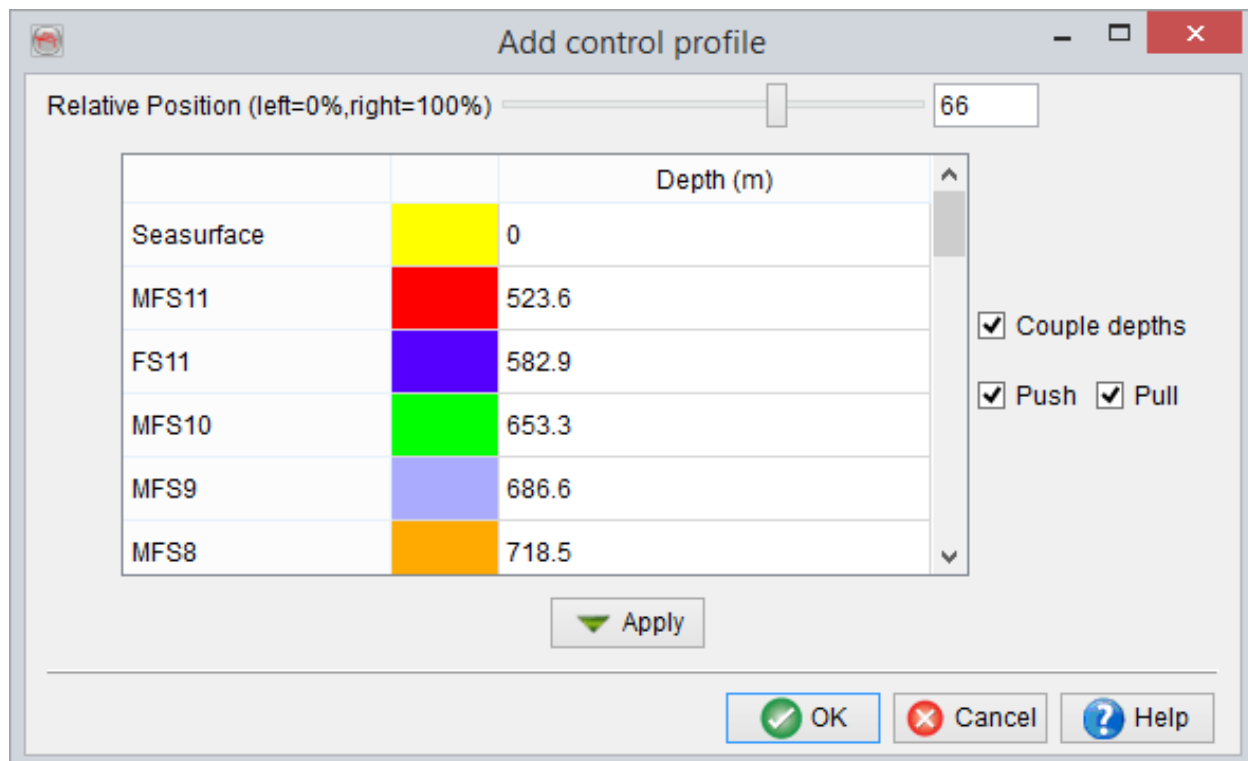 Add control profile
Relative Position (left=0%,right=100%) 66
Depth (m)
Seasurface 0
MFS11 523.6
FS11 582.9
MFS10 653.3
MFS9 686.6
MFS8 718.5
Couple depths
Push Pull
Apply
OK Cancel Help